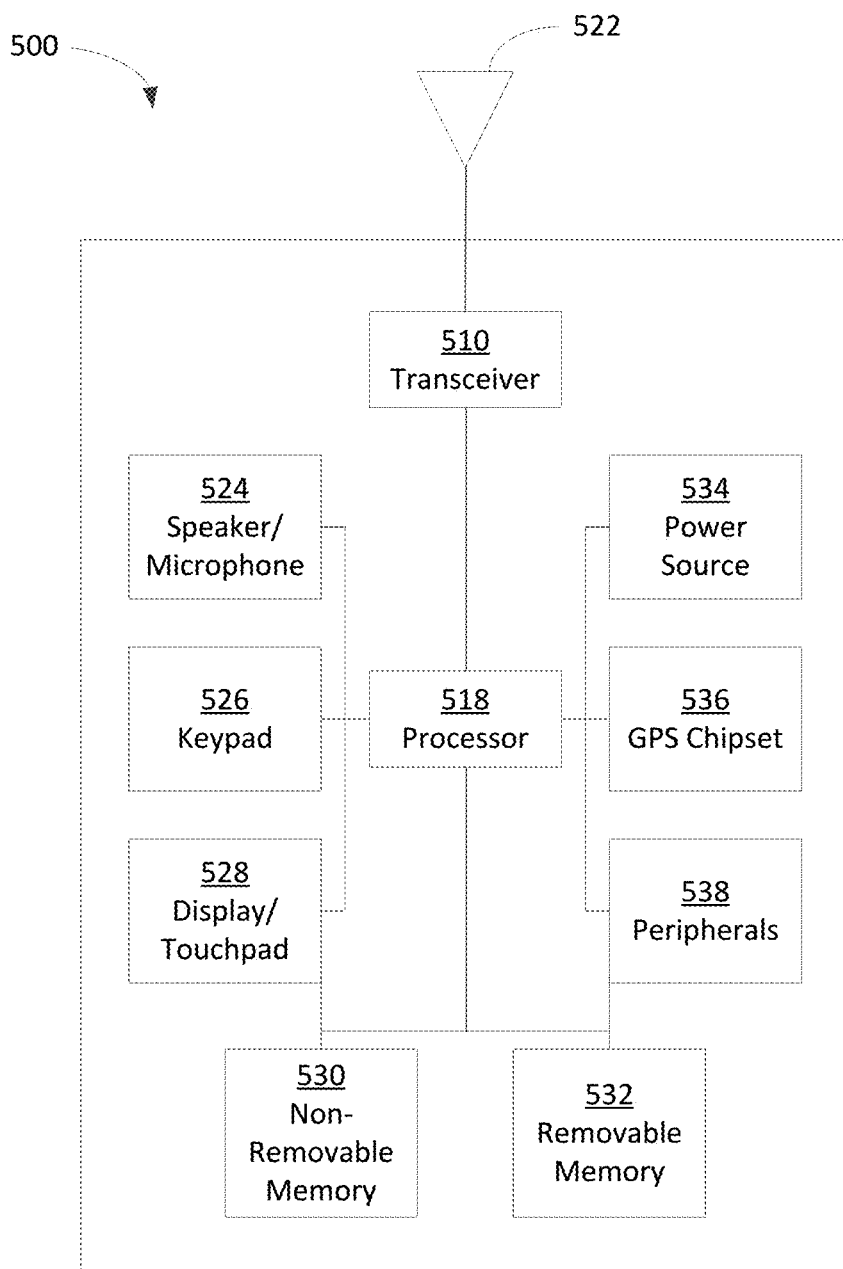 522
500
510
Transceiver
524
Speaker/
Microphone
534
Power
Source
526
Keypad
518
Processor
536
GPS Chipset
528
Display/
Touchpad
538
Peripherals
530
Non-
Removable
Memory
532
Removable
Memory